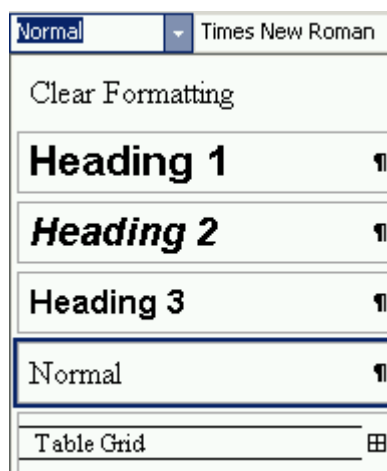 Normal Times New Roman
Clear Formatting
Heading 1 ¶
Heading 2 ¶
Heading 3 ¶
Normal ¶
Table Grid